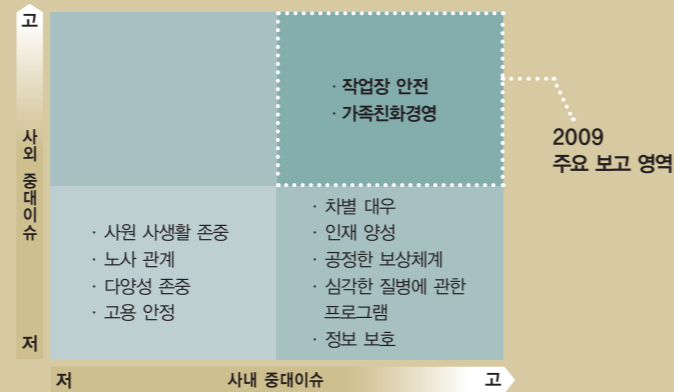 고
사외 중대이슈
저
· 작업장 안전
· 가족친화경영
2009
주요 보고 영역
· 사원 사생활 존중
· 노사 관계
· 다양성 존중
· 고용 안정
· 차별 대우
· 인재 양성
· 공정한 보상체계
· 심각한 질병에 관한
프로그램
· 정보 보호
저
사내 중대이슈
고